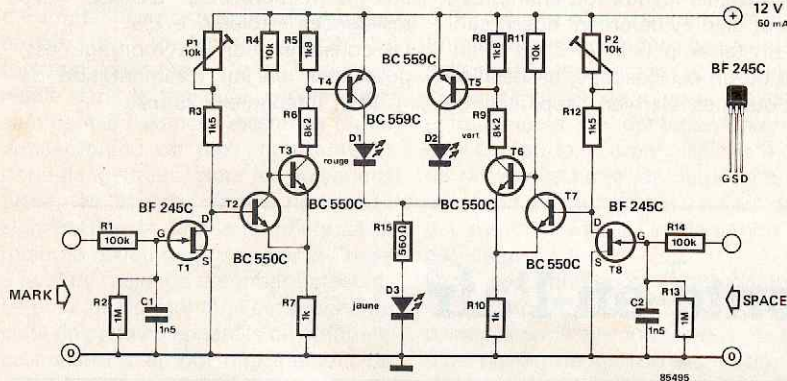 12 V
60 mA
P1
10k
R4
10k
R5
1k8
T4
BC 559C
BC 559C
T5
R8
1k8
R11
10k
P2
10k
BF 245C
G S D
R3
1k5
R6
8k2
D1
rouge
D2
vert
R9
8k2
R12
1k5
T3
T2
BC 550C
BC 550C
T6
T7
BF 245C
BF 245C
R1
100k
G
D
S
T1
BC 550C
R15
560Ω
BC 550C
D
G
S
T8
R14
100k
MARK
R2
1M
C1
1n5
R7
1k
D3
jaune
R10
1k
C2
1n5
R13
1M
SPACE
0
0
85495